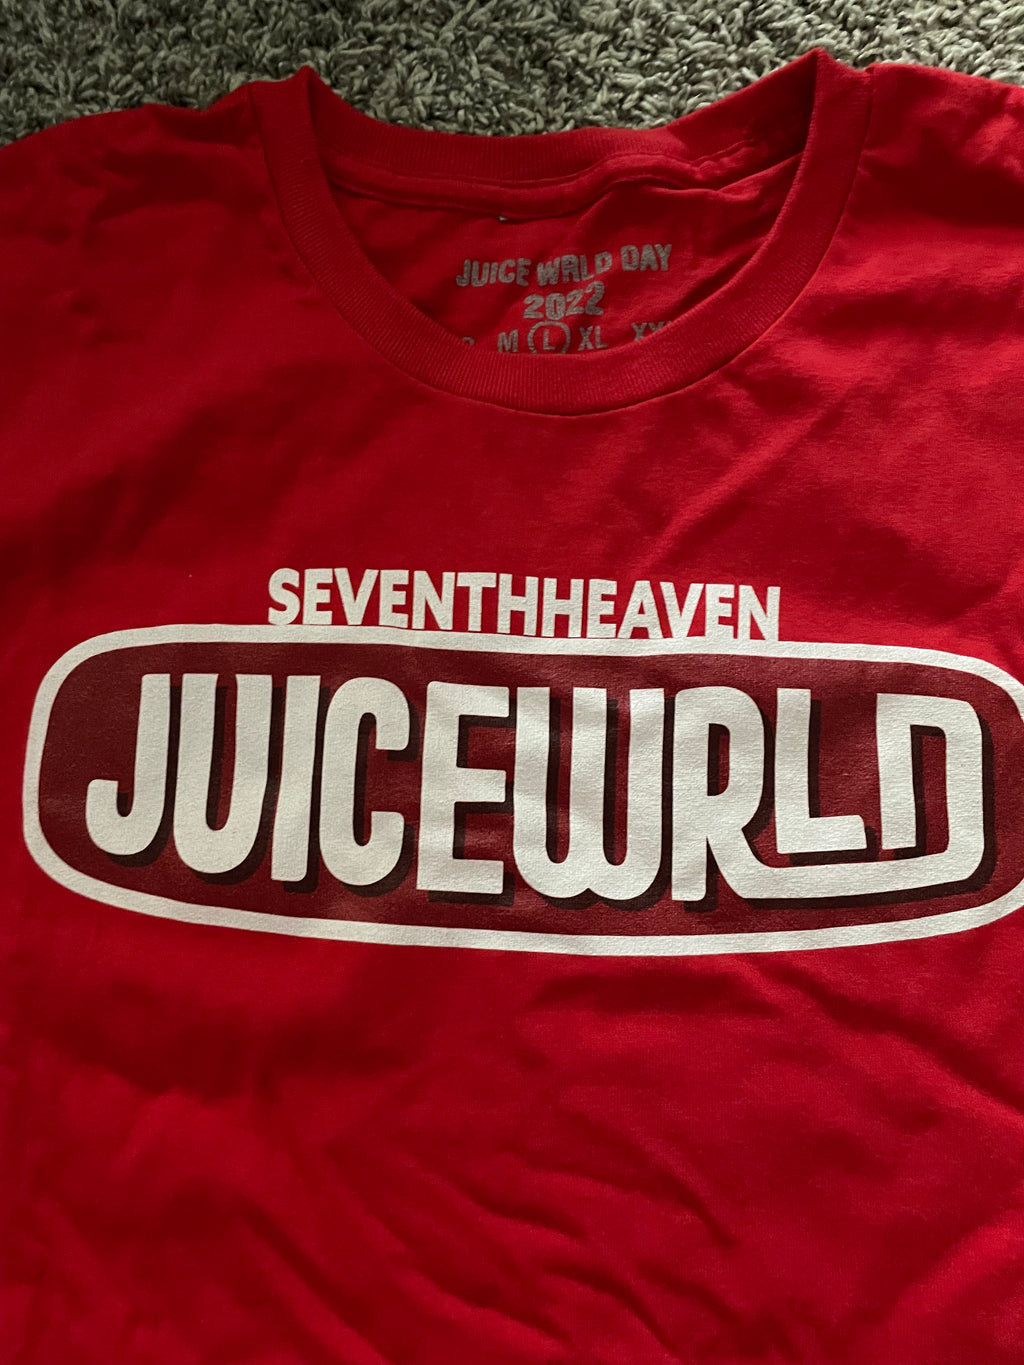 JUICE WRLD DAY
2022
M L XL
SEVENTHHEAVEN
JUICEWRLD